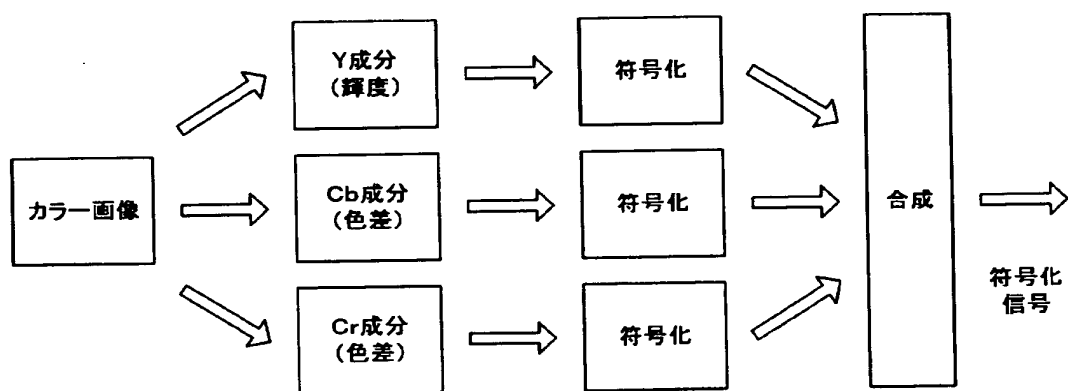 カラー画像
Y成分
(輝度)
符号化
Cb成分
(色差)
符号化
Cr成分
(色差)
符号化
合成
符号化
信号